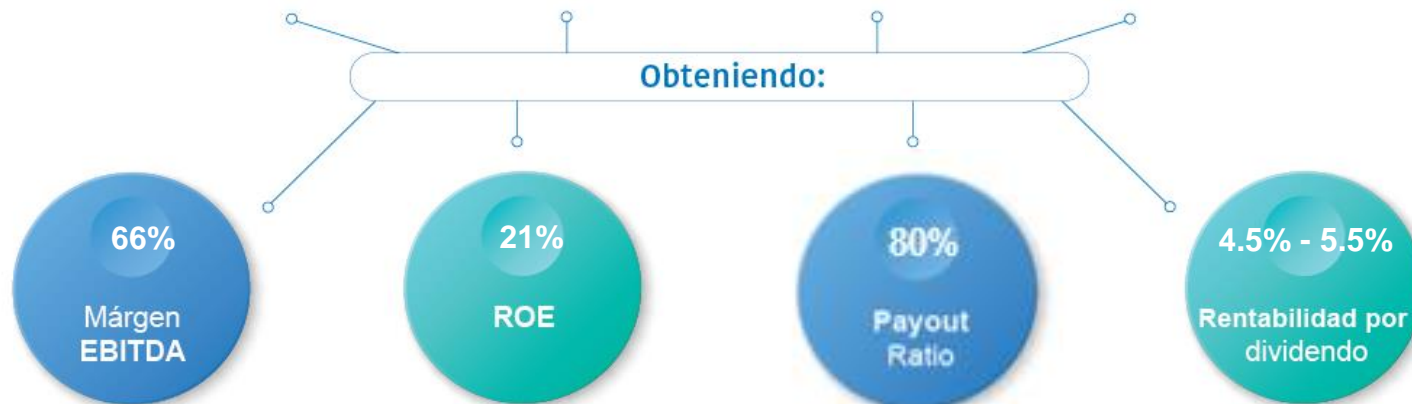 Obteniendo:
66%
Márgen
EBITDA
21%
ROE
80%
Payout
Ratio
4.5% - 5.5%
Rentabilidad por
dividendo